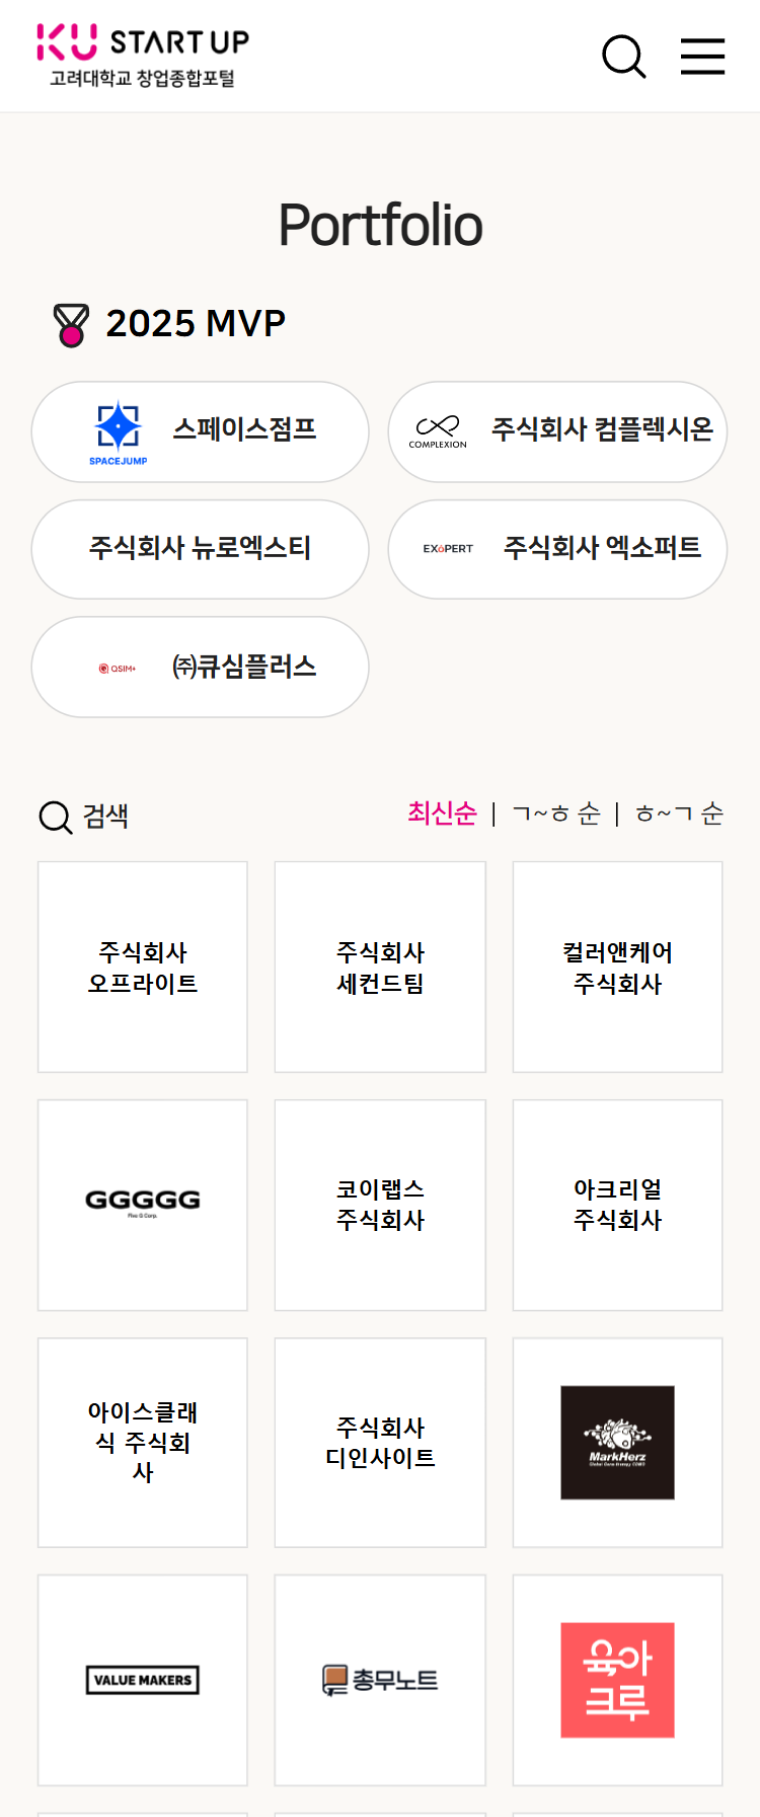 KU START UP
고려대학교 창업종합포털
Portfolio
2025 MVP
SPACEJUMP
스페이스점프
COMPLEXION
주식회사 컴플렉시온
주식회사 뉴로엑스티
EXoPERT
주식회사 엑소퍼트
QSIM+
㈜큐심플러스
검색
최신순 | ㄱ~ㅎ 순 | ㅎ~ㄱ 순
주식회사
오프라이트
주식회사
세컨드팀
컬러앤케어
주식회사
GGGGG
Five G Corp.
코이랩스
주식회사
아크리얼
주식회사
아이스클래
식 주식회
사
주식회사
디인사이트
MarkHerz
Global Gene therapy CDMO
VALUE MAKERS
총무노트
육아
크루